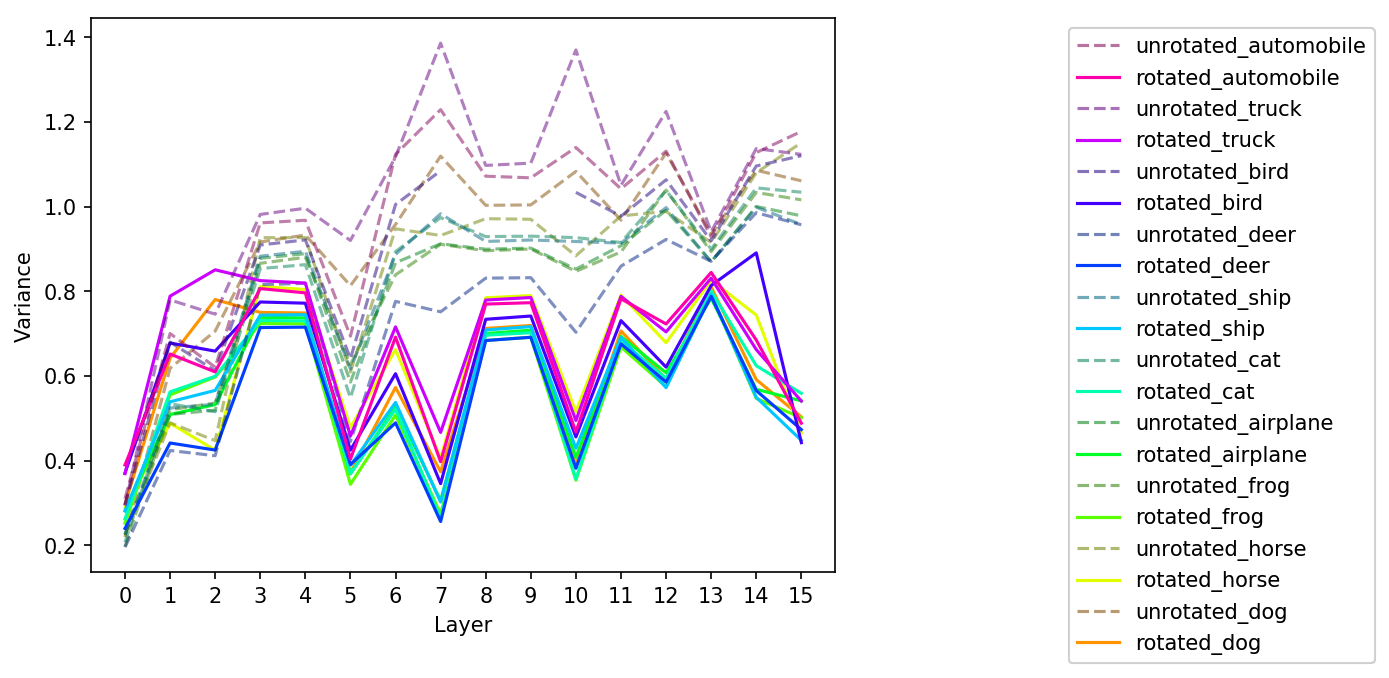 1.4
1.2
1.0
0.8
0.6
0.4
0.2
Variance
0 1 2 3 4 5 6 7 8 9 10 11 12 13 14 15
Layer
unrotated_automobile
rotated_automobile
unrotated_truck
rotated_truck
unrotated_bird
rotated_bird
unrotated_deer
rotated_deer
unrotated_ship
rotated_ship
unrotated_cat
rotated_cat
unrotated_airplane
rotated_airplane
unrotated_frog
rotated_frog
unrotated_horse
rotated_horse
unrotated_dog
rotated_dog